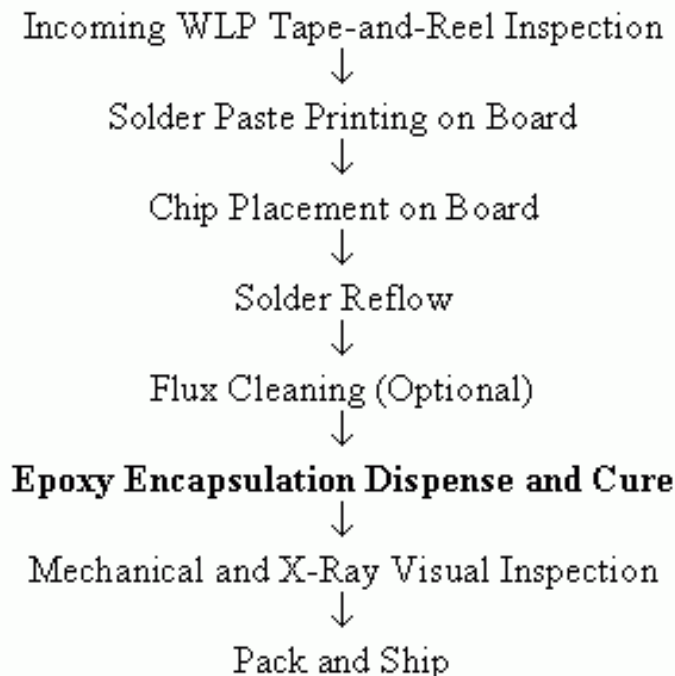 Incoming WLP Tape-and-Reel Inspection
Solder Paste Printing on Board
Chip Placement on Board
Solder Reflow
Flux Cleaning (Optional)
Epoxy Encapsulation Dispense and Cure
Mechanical and X-Ray Visual Inspection
Pack and Ship